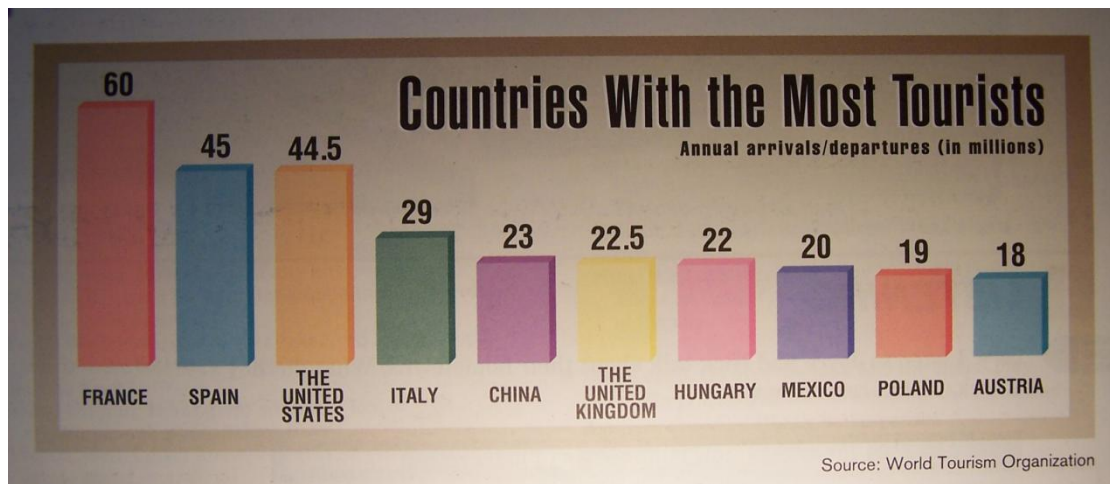 Countries With the Most Tourists
Annual arrivals/departures (in millions)
60
45
44.5
29
23
22.5
22
20
19
18
FRANCE
SPAIN
THE
UNITED
STATES
ITALY
CHINA
THE
UNITED
KINGDOM
HUNGARY
MEXICO
POLAND
AUSTRIA
Source: World Tourism Organization